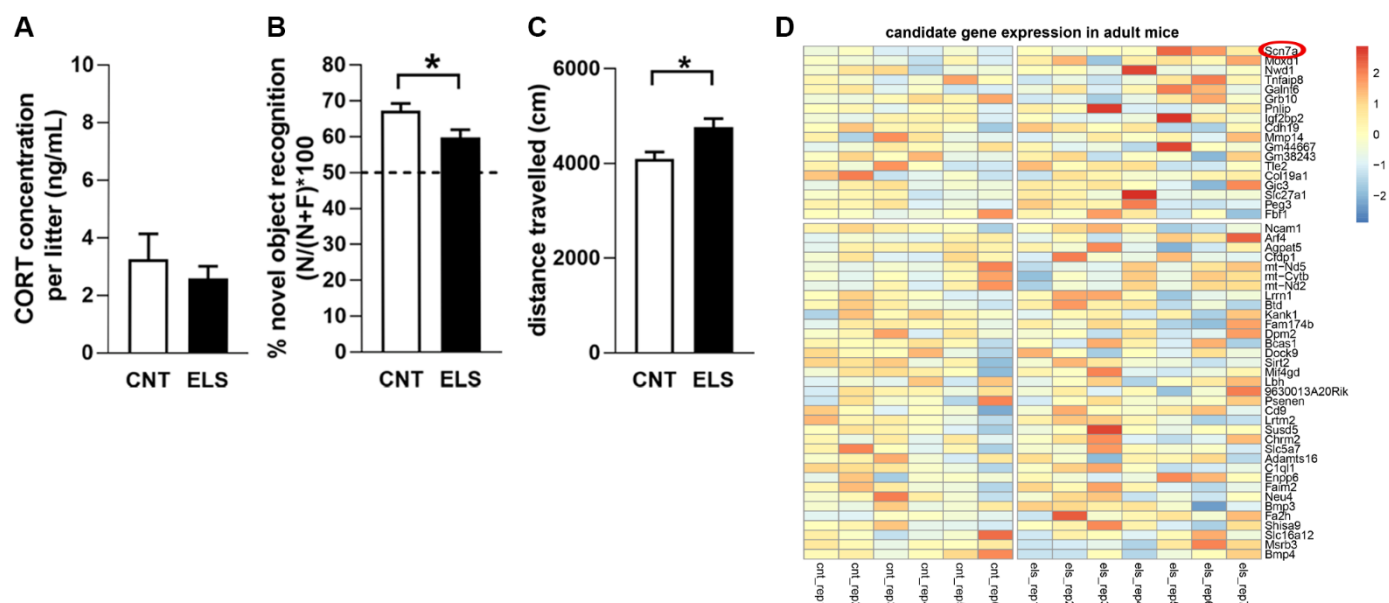 A
CORT concentration
per litter (ng/mL)
10
8
6
4
2
0
CNT ELS
B
% novel object recognition
(N/(N+F)*100
80
70
60
50
40
30
20
10
0
*
CNT ELS
C
distance travelled (cm)
6000
4000
2000
0
*
CNT ELS
D
candidate gene expression in adult mice
Scn7a
Moxd1
Nwd1
Tnfaip8
Galnt6
Grb10
Pnlip
Igf2bp2
Cdh19
Mmp14
Gm44667
Gm38243
Tle2
Col19a1
Gjc3
Slc27a1
Peg3
Fbf1
Ncam1
Arf4
Agpat5
Cfdp1
mt-Nd5
mt-Cytb
mt-Nd2
Lrrn1
Btd
Kank1
Fam174b
Dpm2
Bcas1
Dock9
Sirt2
Mif4gd
Lbh
9630013A20Rik
Psenen
Cd9
Lrtm2
Susd5
Chrm2
Slc5a7
Adamts16
C1ql1
Enpp6
Faim2
Neu4
Bmp3
Fa2h
Shisa9
Slc16a12
Msrb3
Bmp4
2
1
0
-1
-2